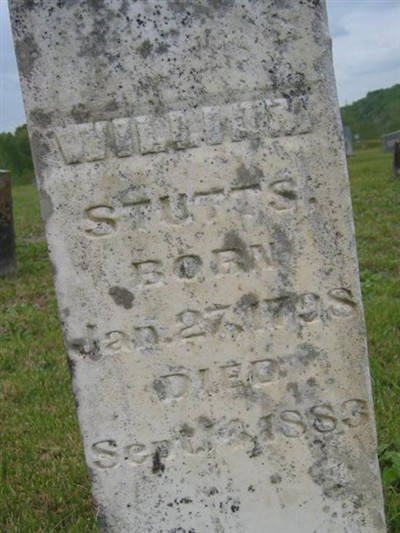 WILLIAM
STUTTS.
BORN
Jan. 27, 1798
DIED
Sept. 1883